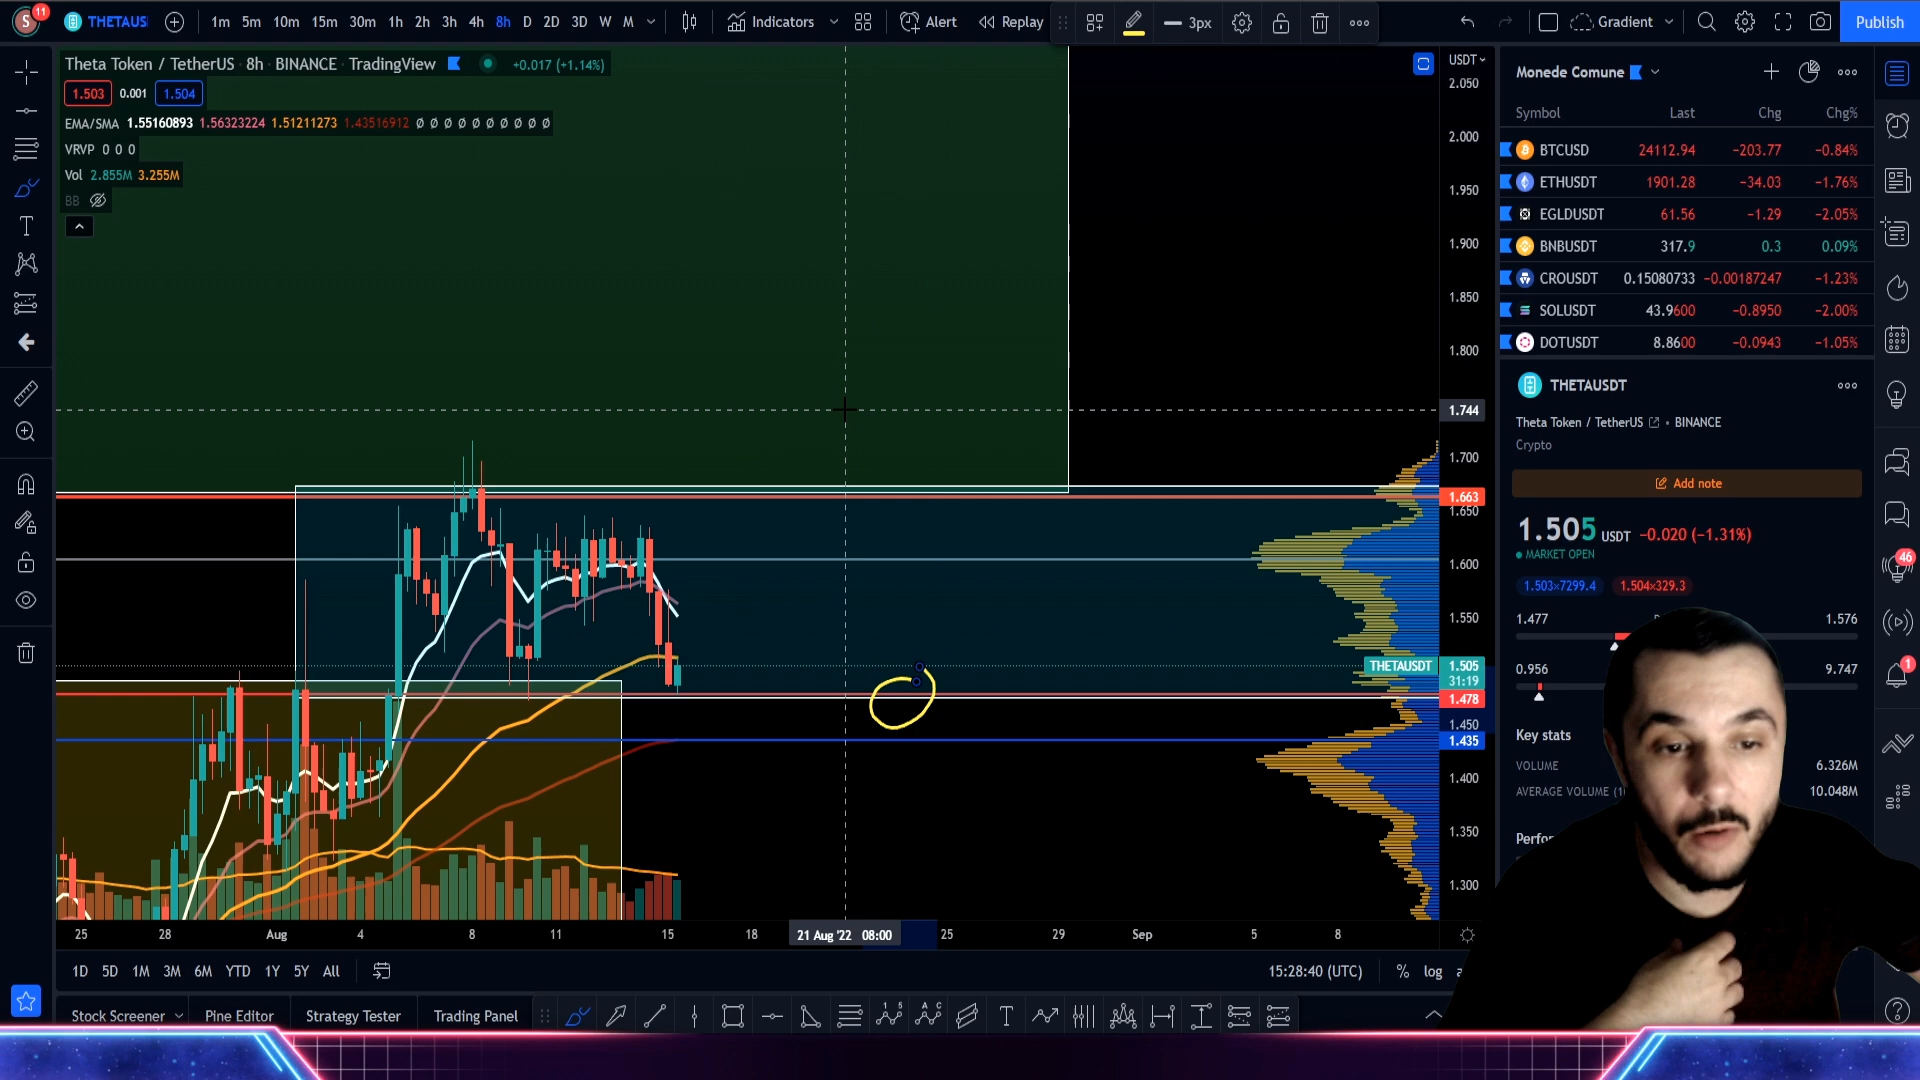 S 11 THETAUS 1m 5m 10m 15m 30m 1h 2h 3h 4h 8h D 2D 3D W M Indicators Alert Replay 3px Gradient Publish
Theta Token / TetherUS · 8h · BINANCE · TradingView +0.017 (+1.14%)
1.503 0.001 1.504
EMA/SMA 1.55160893 1.56323224 1.51211273 1.43516912 Ø Ø Ø Ø Ø Ø Ø Ø Ø Ø
VRVP 0 0 0
Vol 2.855M 3.255M
BB
USDT
2.050
2.000
1.950
1.900
1.850
1.800
1.744
1.700
1.663
1.650
1.600
1.550
THETAUSDT 1.505
31:19
1.478
1.450
1.435
1.400
1.350
1.300
25 28 Aug 4 8 11 15 18 21 Aug '22 08:00 25 29 Sep 5 8
1D 5D 1M 3M 6M YTD 1Y 5Y All 15:28:40 (UTC) % log a
Stock Screener Pine Editor Strategy Tester Trading Panel
Monede Comune
Symbol Last Chg Chg%
BTCUSD 24112.94 −203.77 −0.84%
ETHUSDT 1901.28 −34.03 −1.76%
EGLDUSDT 61.56 −1.29 −2.05%
BNBUSDT 317.9 0.3 0.09%
CROUSDT 0.15080733 −0.00187247 −1.23%
SOLUSDT 43.9600 −0.8950 −2.00%
DOTUSDT 8.8600 −0.0943 −1.05%
THETAUSDT
Theta Token / TetherUS • BINANCE
Crypto
Add note
1.505 USDT −0.020 (−1.31%)
MARKET OPEN
1.503×7299.4 1.504×329.3
1.477 1.576
0.956 9.747
Key stats
VOLUME 6.326M
AVERAGE VOLUME (1 10.048M
Perfor
46
1